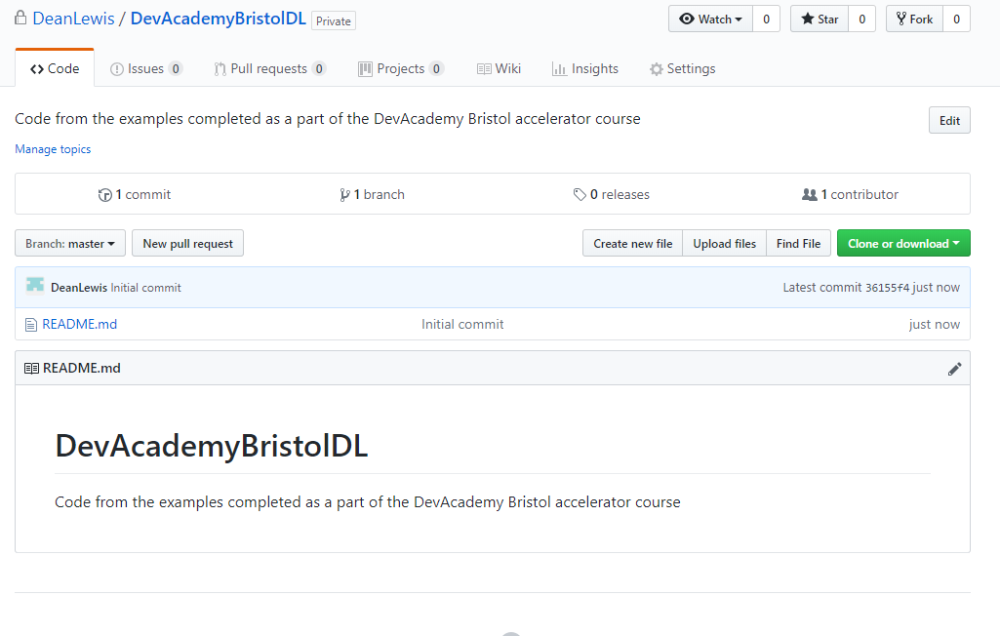 DeanLewis / DevAcademyBristolDL Private Watch 0 Star 0 Fork 0
Code Issues 0 Pull requests 0 Projects 0 Wiki Insights Settings
Code from the examples completed as a part of the DevAcademy Bristol accelerator course Edit
Manage topics
1 commit 1 branch 0 releases 1 contributor
Branch: master New pull request Create new file Upload files Find File Clone or download
DeanLewis Initial commit Latest commit 36155f4 just now
README.md Initial commit just now
README.md
DevAcademyBristolDL
Code from the examples completed as a part of the DevAcademy Bristol accelerator course